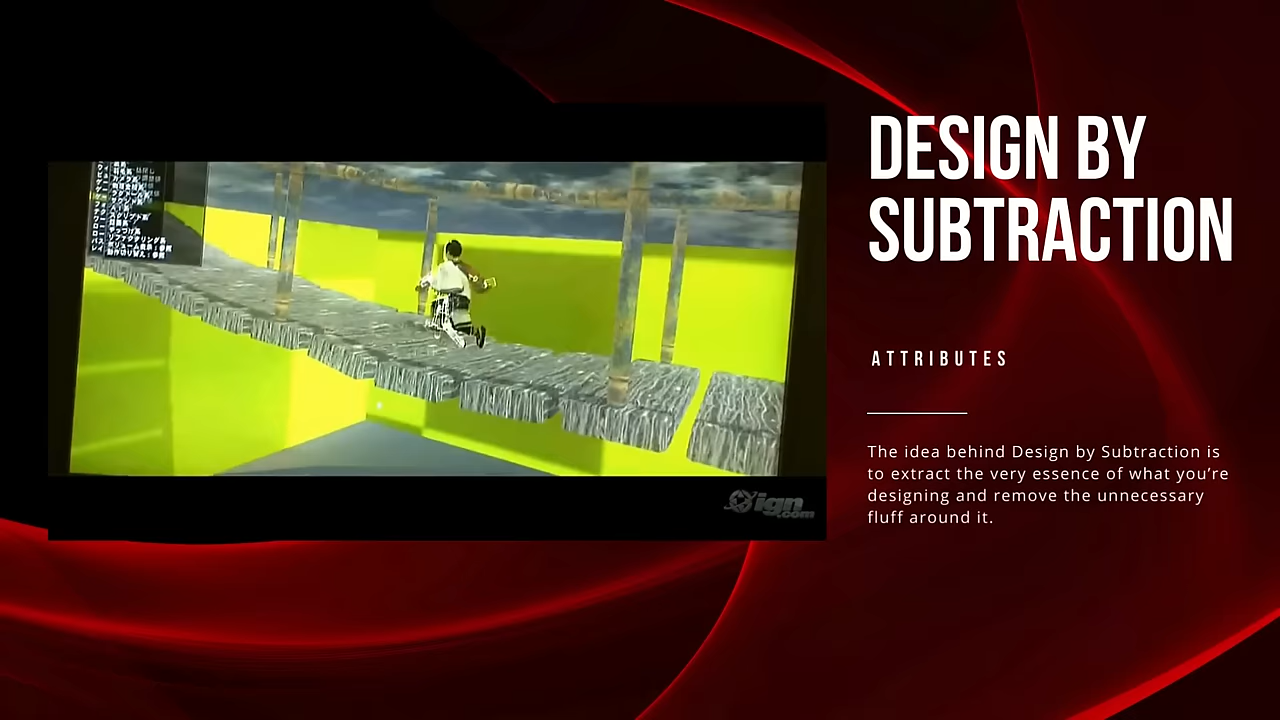 DESIGN BY
SUBTRACTION
ATTRIBUTES
The idea behind Design by Subtraction is
to extract the very essence of what you’re
designing and remove the unnecessary
fluff around it.
ign
.com